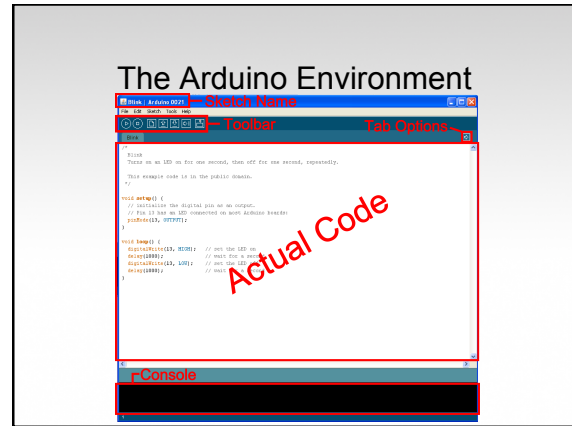 The Arduino Environment
Blink | Arduino 0021
Sketch Name
File Edit Sketch Tools Help
Toolbar
Tab Options
Blink
/*
Blink
Turns on an LED on for one second, then off for one second, repeatedly.
This example code is in the public domain.
*/
void setup() {
// initialize the digital pin as an output.
// Pin 13 has an LED connected on most Arduino boards:
pinMode(13, OUTPUT);
}
void loop() {
digitalWrite(13, HIGH); // set the LED on
delay(1000); // wait for a second
digitalWrite(13, LOW); // set the LED
delay(1000); // wait
}
Actual Code
Console